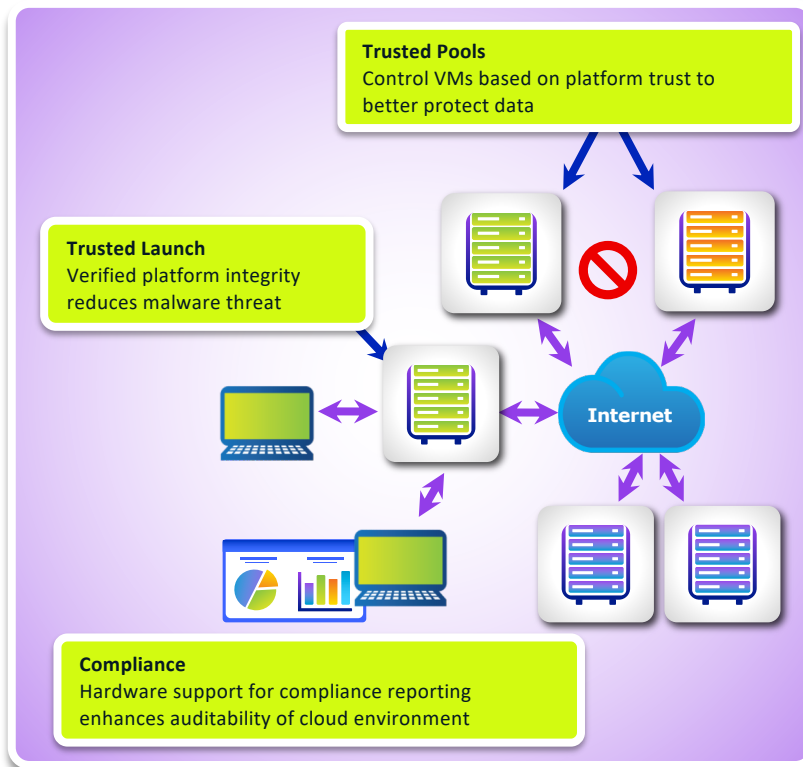 Trusted Pools
Control VMs based on platform trust to
better protect data
Trusted Launch
Verified platform integrity
reduces malware threat
Internet
Compliance
Hardware support for compliance reporting
enhances auditability of cloud environment